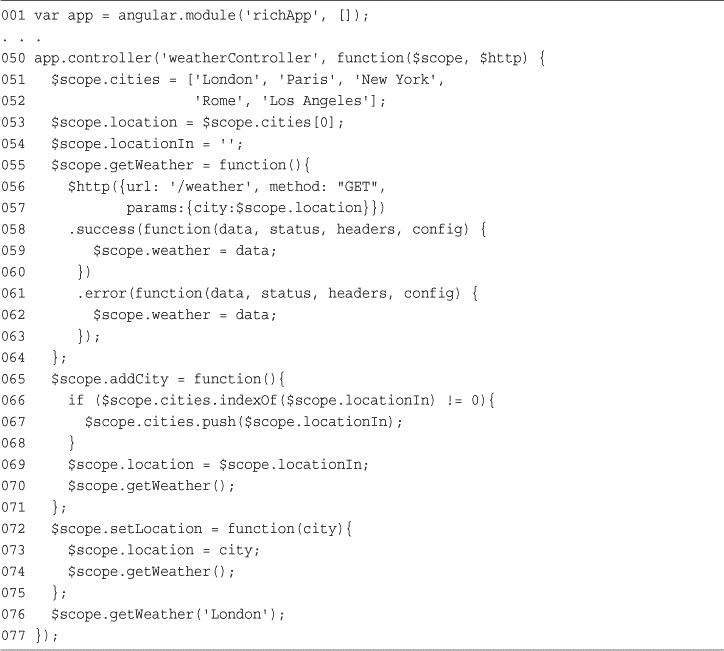 001 var app = angular.module('richApp', []);
. . .
050 app.controller('weatherController', function($scope, $http) {
051   $scope.cities = ['London', 'Paris', 'New York',
052                    'Rome', 'Los Angeles'];
053   $scope.location = $scope.cities[0];
054   $scope.locationIn = '';
055   $scope.getWeather = function(){
056     $http({url: '/weather', method: "GET",
057            params:{city:$scope.location}})
058     .success(function(data, status, headers, config) {
059        $scope.weather = data;
060      })
061      .error(function(data, status, headers, config) {
062        $scope.weather = data;
063      });
064   };
065   $scope.addCity = function(){
066     if ($scope.cities.indexOf($scope.locationIn) != 0){
067       $scope.cities.push($scope.locationIn);
068     }
069     $scope.location = $scope.locationIn;
070     $scope.getWeather();
071   };
072   $scope.setLocation = function(city){
073     $scope.location = city;
074     $scope.getWeather();
075   };
076   $scope.getWeather('London');
077 });